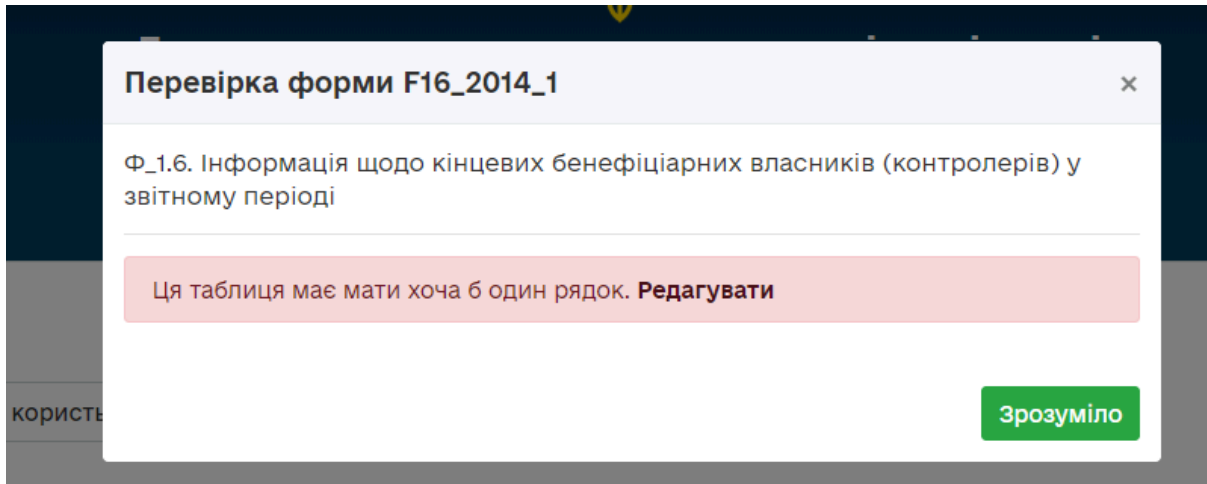 Перевірка форми F16_2014_1
×
Ф_1.6. Інформація щодо кінцевих бенефіціарних власників (контролерів) у
звітному періоді
Ця таблиця має мати хоча б один рядок. Редагувати
користь
Зрозуміло